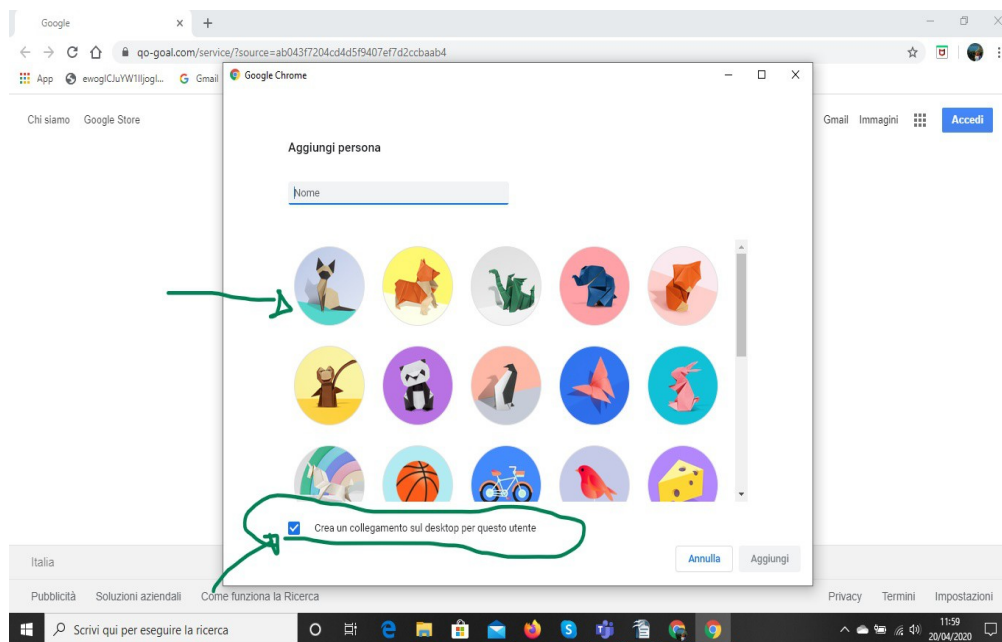 Google
qo-goal.com/service/?source=ab043f7204cd4d5f9407ef7d2ccbaab4
App
Gmail
Google Chrome
Chi siamo Google Store
Gmail Immagini Accedi
Aggiungi persona
Nome
Crea un collegamento sul desktop per questo utente
Annulla Aggiungi
Italia
Pubblicità Soluzioni aziendali Come funziona la Ricerca
Privacy Termini Impostazioni
Scrivi qui per eseguire la ricerca
11:59
20/04/2020